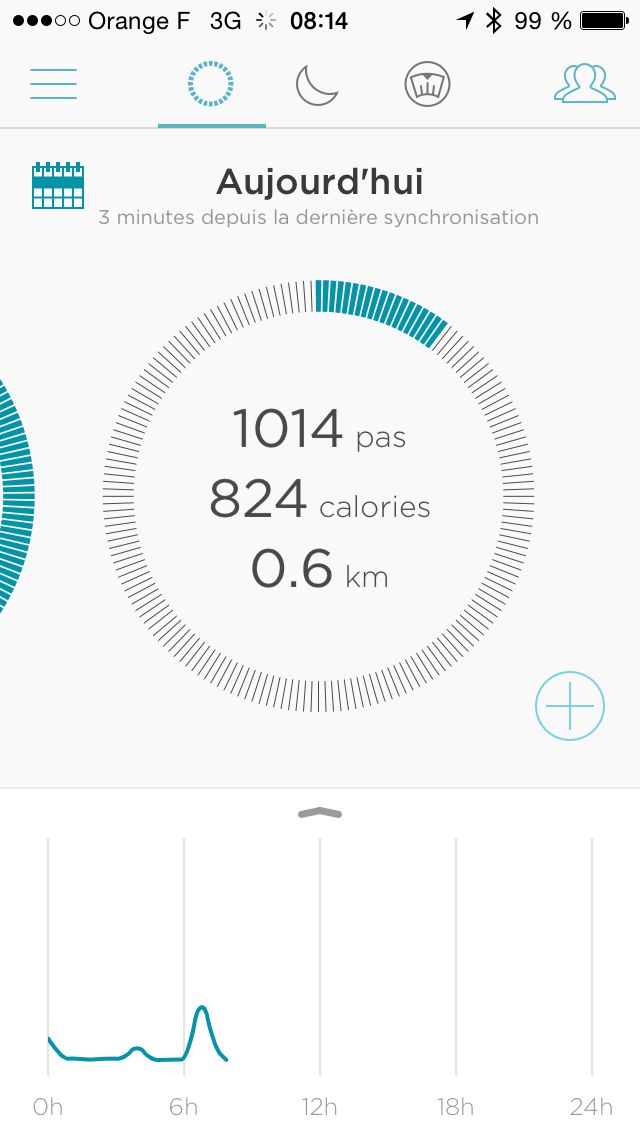 Orange F 3G 08:14 99 %
Aujourd'hui
3 minutes depuis la dernière synchronisation
1014 pas
824 calories
0.6 km
0h 6h 12h 18h 24h